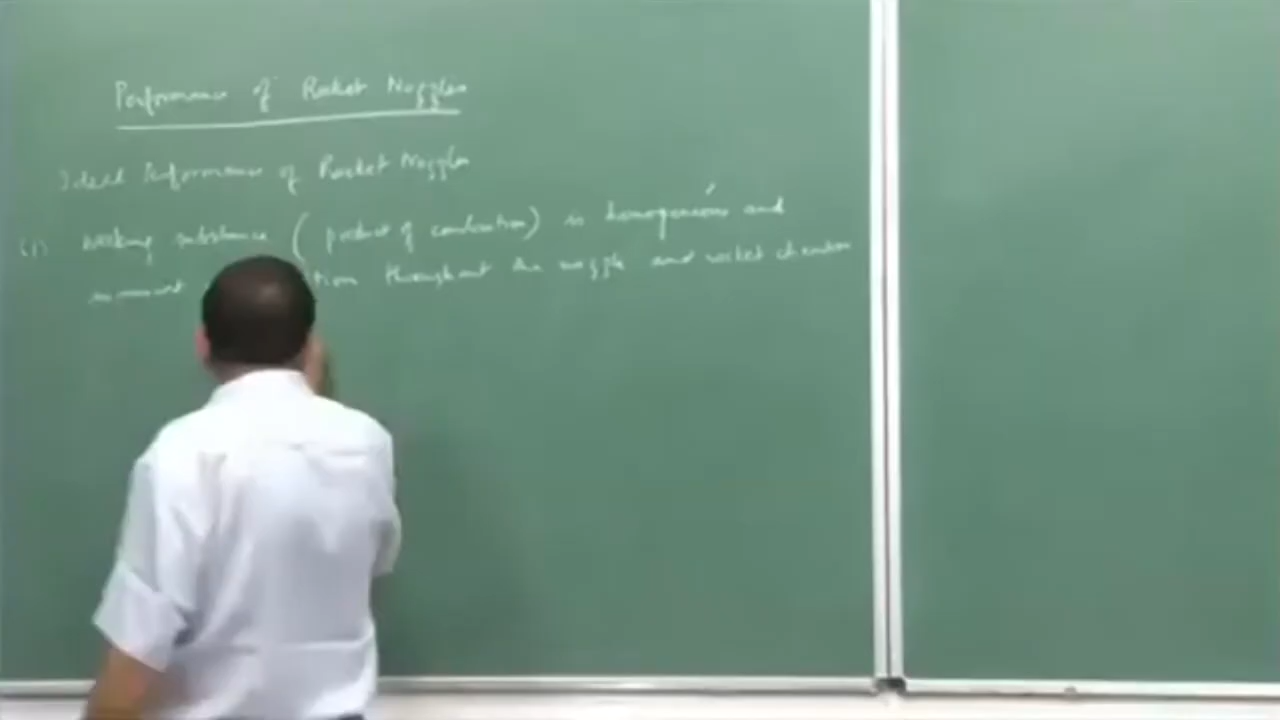 Performance of Rocket Nozzles
Ideal Performance of Rocket Nozzles
(1) Working substance ( product of combustion) is homogeneous and
tion throughout the nozzle and rocket chamber